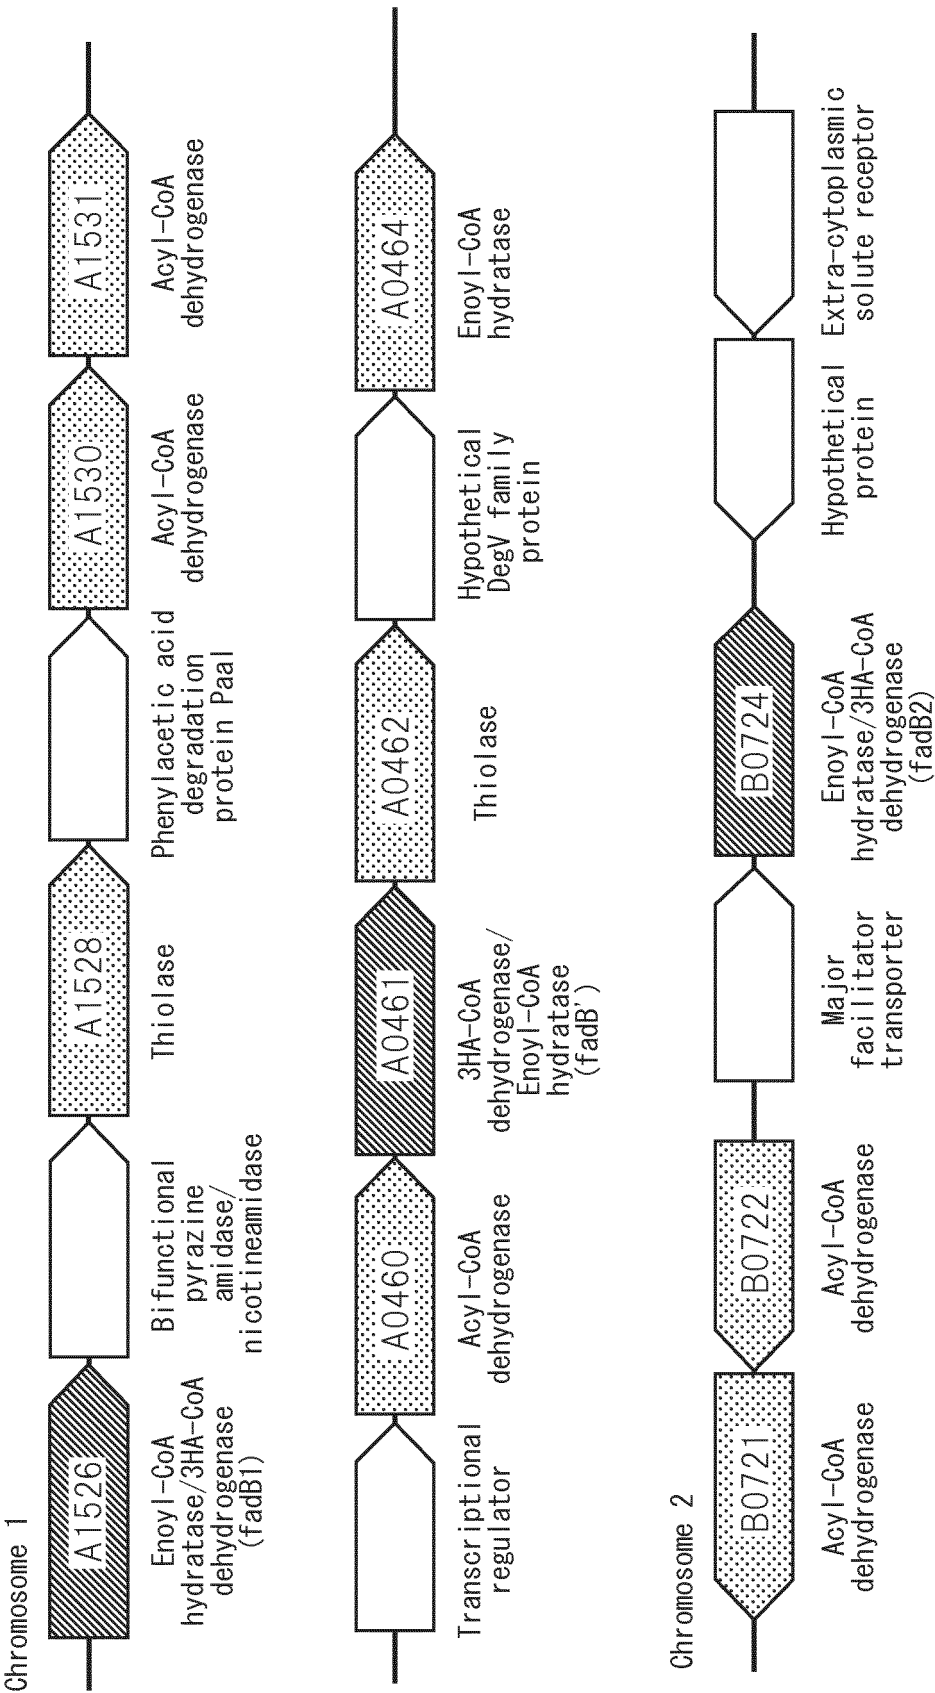 Chromosome 1
A1526
A1528
A1530
A1531
Enoyl-CoA
hydratase/3HA-CoA
dehydrogenase
(fadB1)
Bifunctional
pyrazine
amidase/
nicotineamidase
Thiolase
Phenylacetic acid
degradation
protein PaaI
Acyl-CoA
dehydrogenase
Acyl-CoA
dehydrogenase
A0460
A0461
A0462
A0464
Transcriptional
regulator
Acyl-CoA
dehydrogenase
3HA-CoA
dehydrogenase/
Enoyl-CoA
hydratase
(fadB')
Thiolase
Hypothetical
DegV family
protein
Enoyl-CoA
hydratase
Chromosome 2
B0721
B0722
B0724
Acyl-CoA
dehydrogenase
Acyl-CoA
dehydrogenase
Major
facilitator
transporter
Enoyl-CoA
hydratase/3HA-CoA
dehydrogenase
(fadB2)
Hypothetical
protein
Extra-cytoplasmic
solute receptor